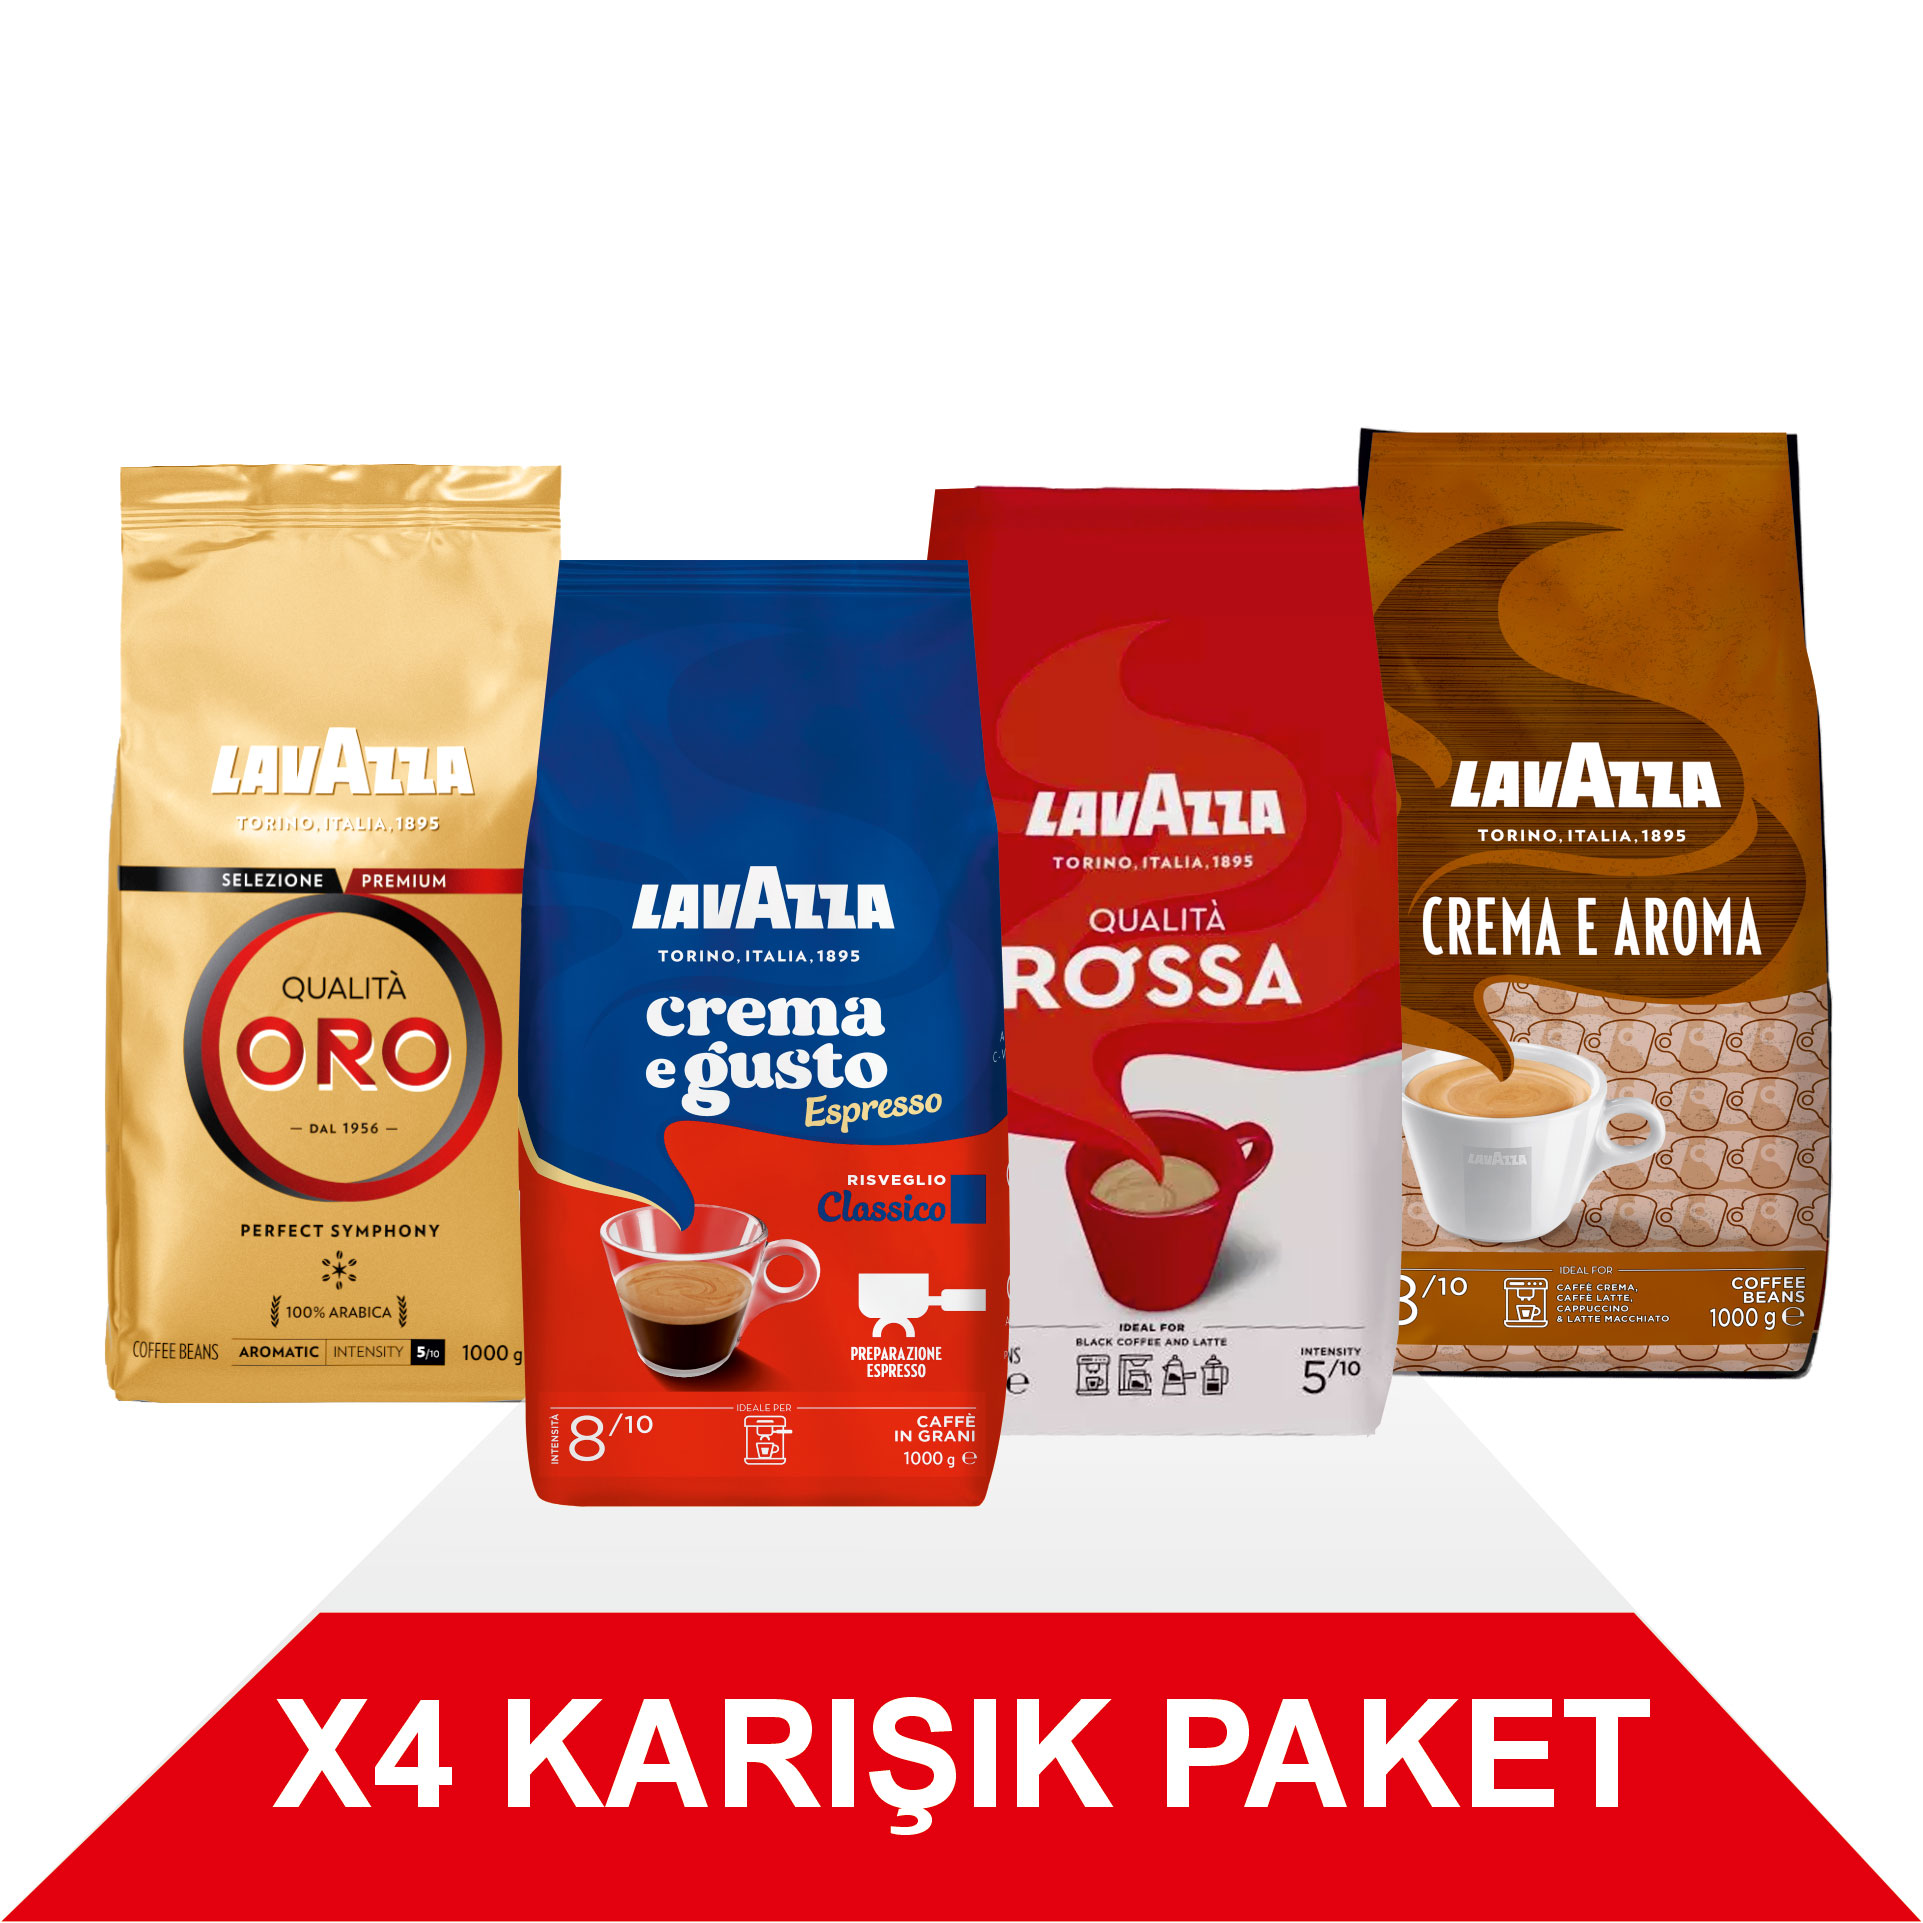 LAVAZZA
TORINO, ITALIA, 1895
SELEZIONE PREMIUM
QUALITÀ
ORO
— DAL 1956 —
PERFECT SYMPHONY
100% ARABICA
COFFEE BEANS AROMATIC INTENSITY 5/10 1000 g
LAVAZZA
TORINO, ITALIA, 1895
crema
e gusto
Espresso
RISVEGLIO
Classico
PREPARAZIONE
ESPRESSO
IDEALE PER
INTENSITÀ
8/10
CAFFÈ
IN GRANI
1000 g e
LAVAZZA
TORINO, ITALIA, 1895
QUALITÀ
ROSSA
IDEAL FOR
BLACK COFFEE AND LATTE
INTENSITY
5/10
e
LAVAZZA
TORINO, ITALIA, 1895
CREMA E AROMA
LAVAZZA
IDEAL FOR
CAFFÈ CREMA,
CAFFÈ LATTE,
CAPPUCCINO
& LATTE MACCHIATO
/10
COFFEE
BEANS
1000 g e
X4 KARIŞIK PAKET